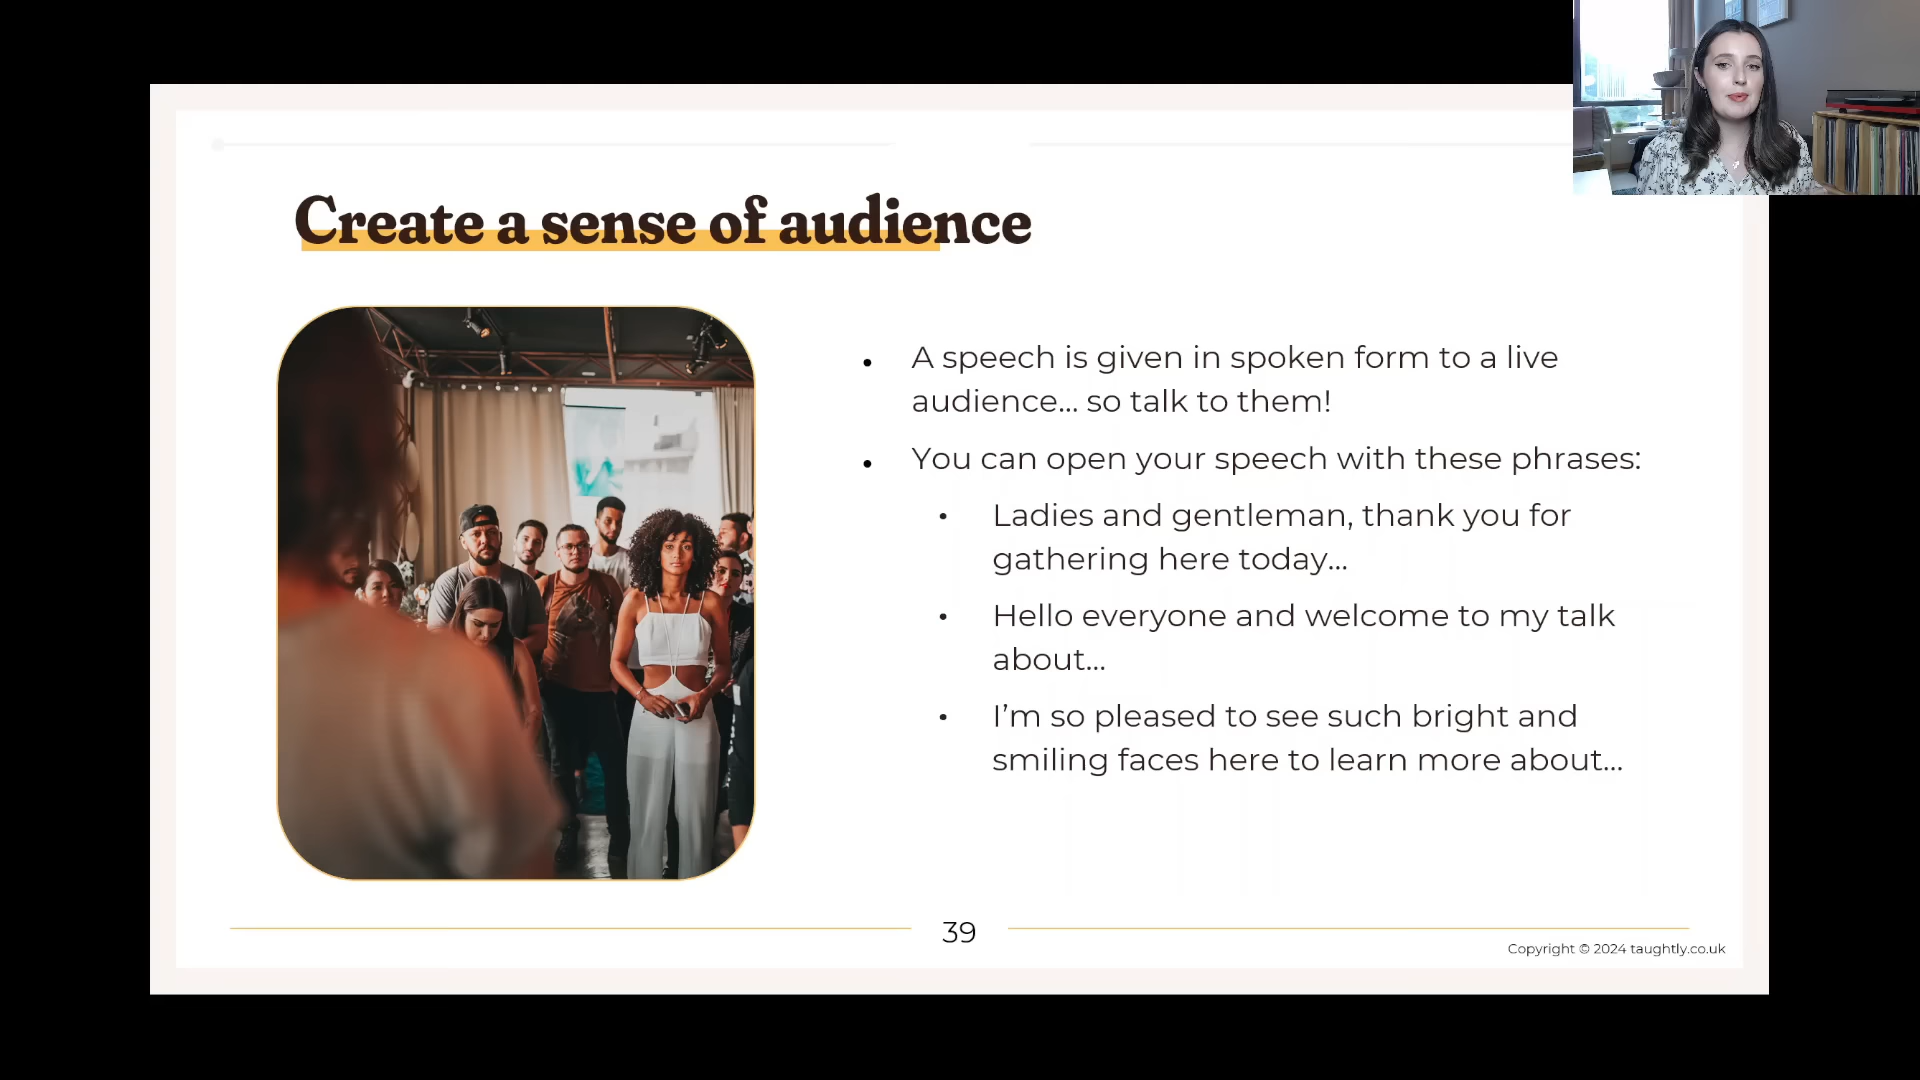 Create a sense of audience
• A speech is given in spoken form to a live
audience... so talk to them!
• You can open your speech with these phrases:
• Ladies and gentleman, thank you for
gathering here today...
• Hello everyone and welcome to my talk
about...
• I'm so pleased to see such bright and
smiling faces here to learn more about...
39
Copyright © 2024 taughtly.co.uk